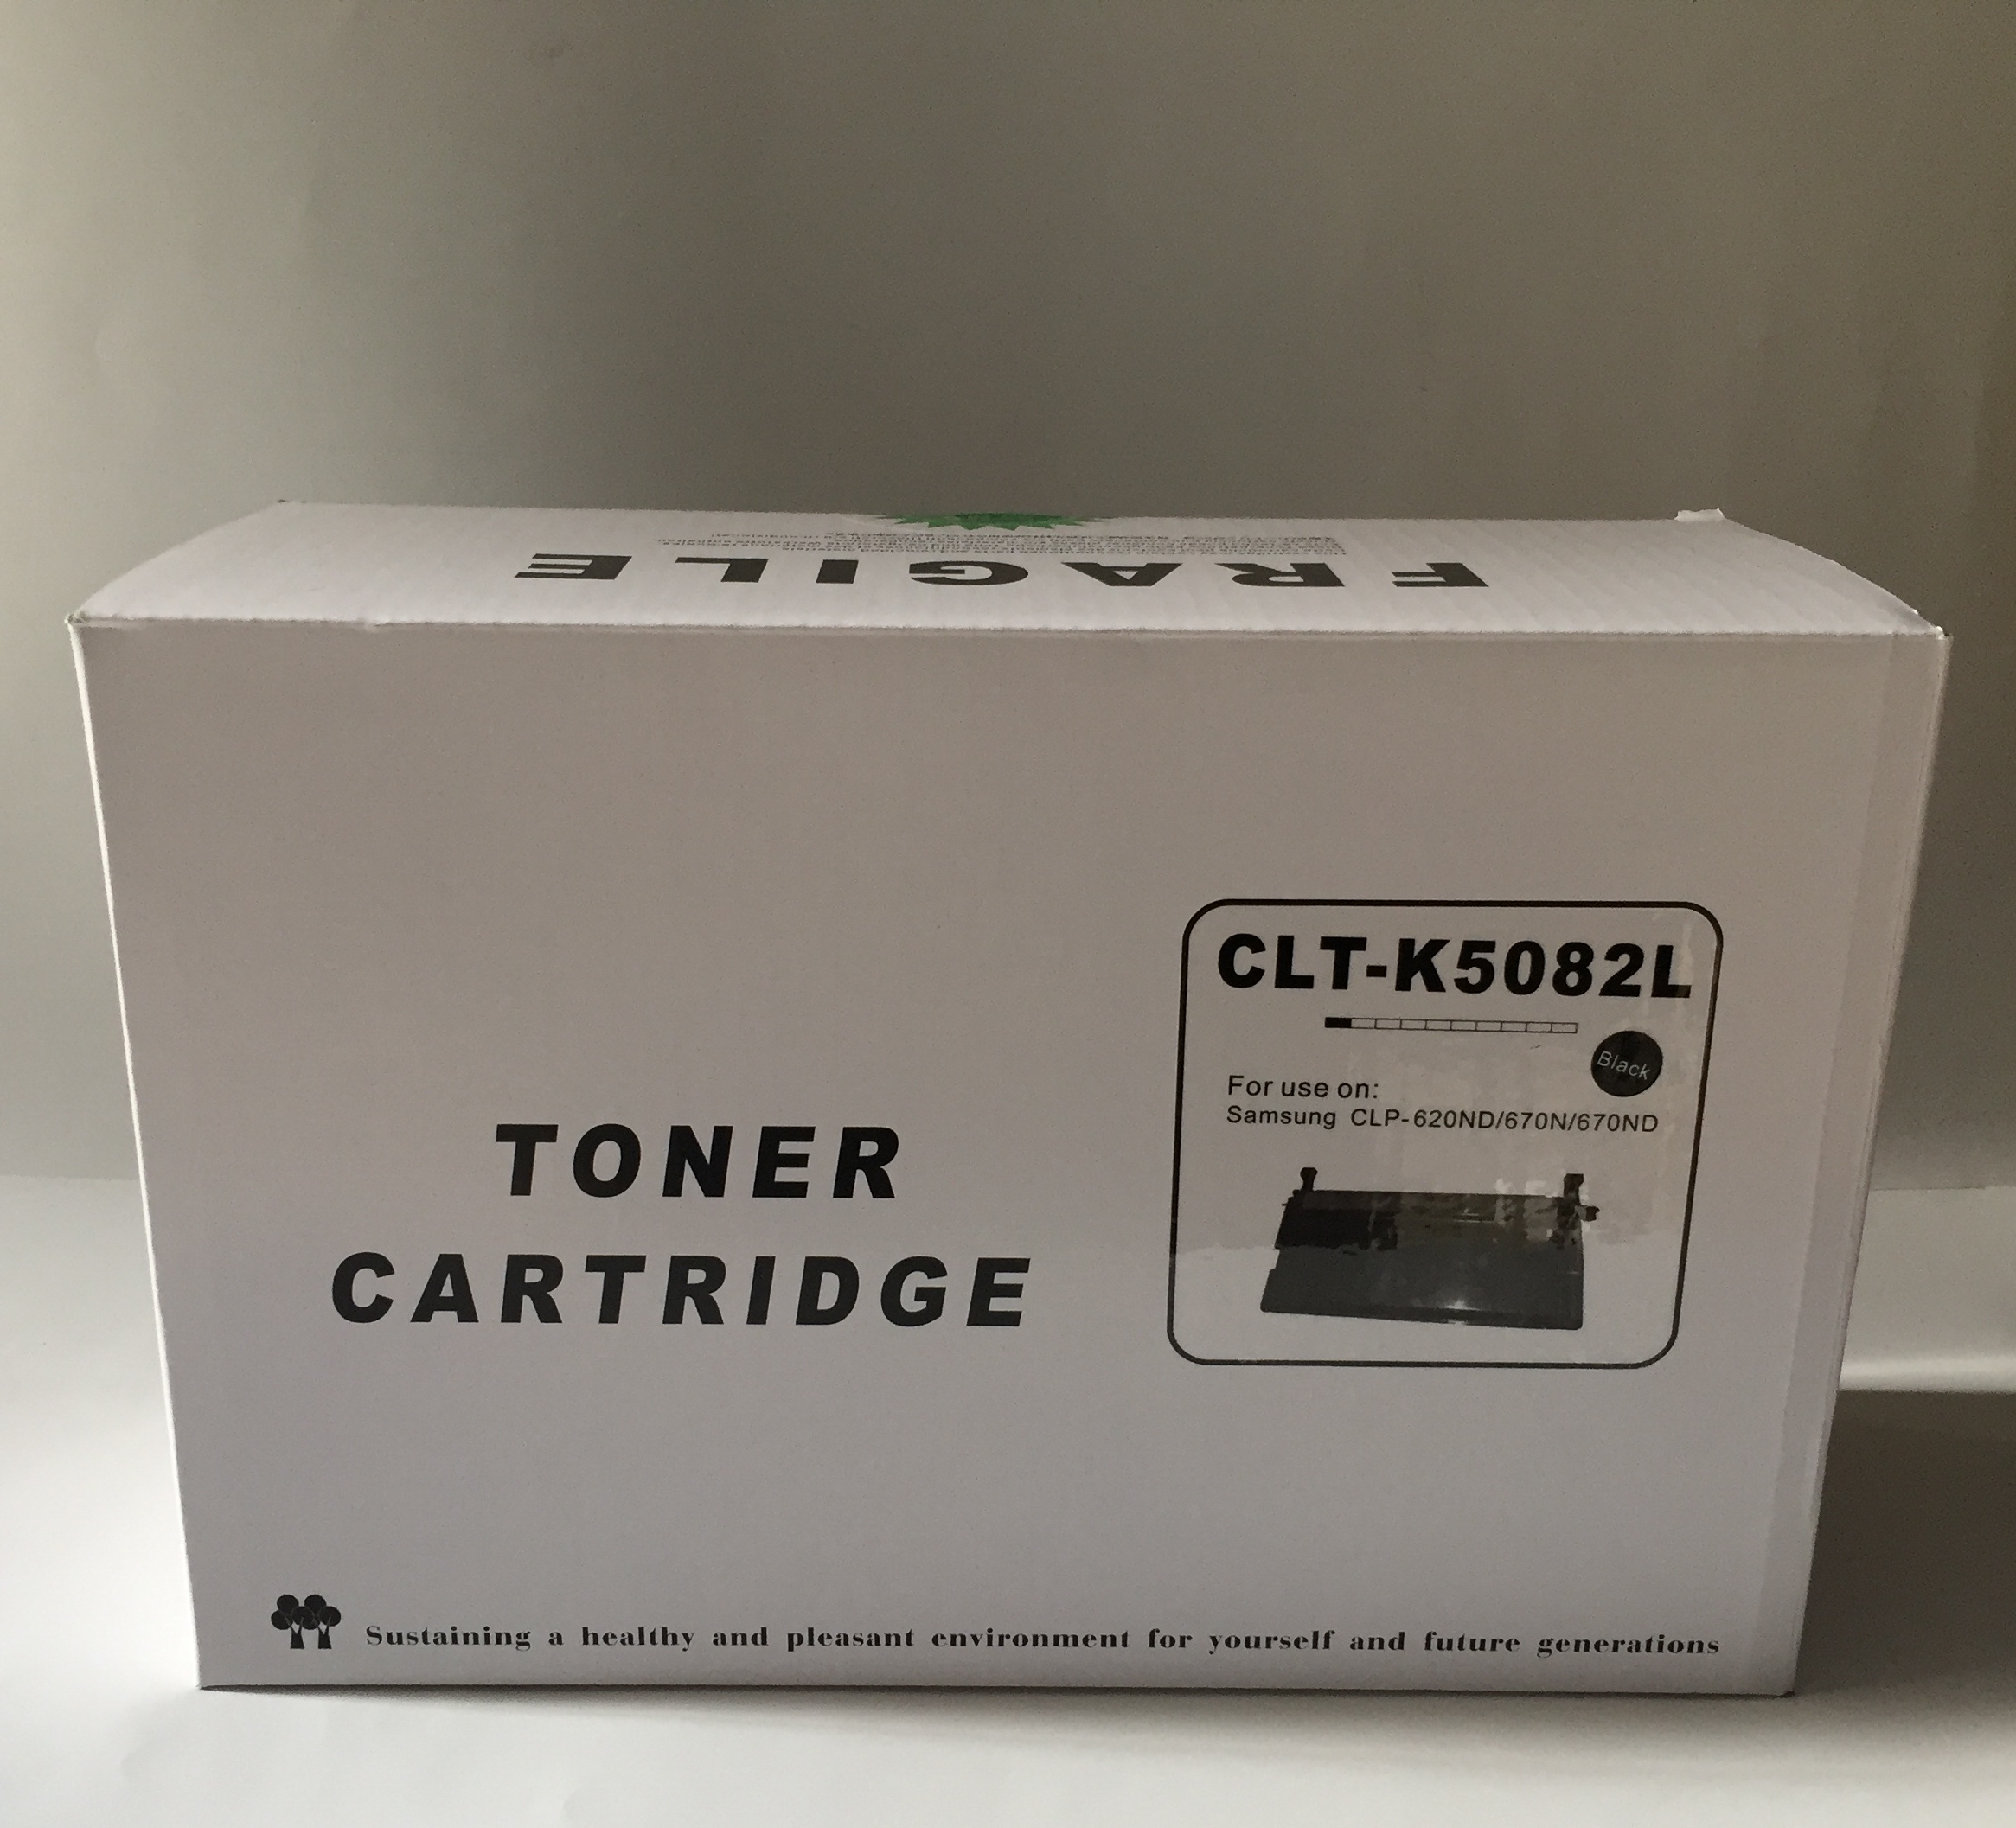 FRAGILE
CLT-K5082L
Black
For use on:
Samsung CLP-620ND/670N/670ND
TONER
CARTRIDGE
Sustaining a healthy and pleasant environment for yourself and future generations